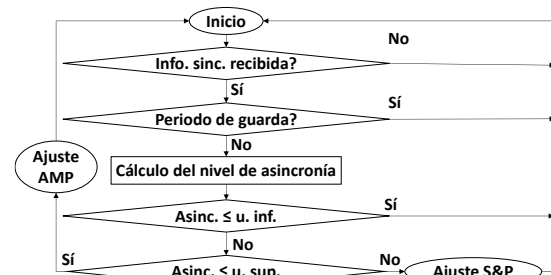 Inicio
No
Info. sinc. recibida?
Sí
Sí
Periodo de guarda?
No
Ajuste
AMP
Cálculo del nivel de asincronía
Sí
Asinc. ≤ u. inf.
No
Sí
No
Asinc. ≤ u. sup.
Ajuste S&P